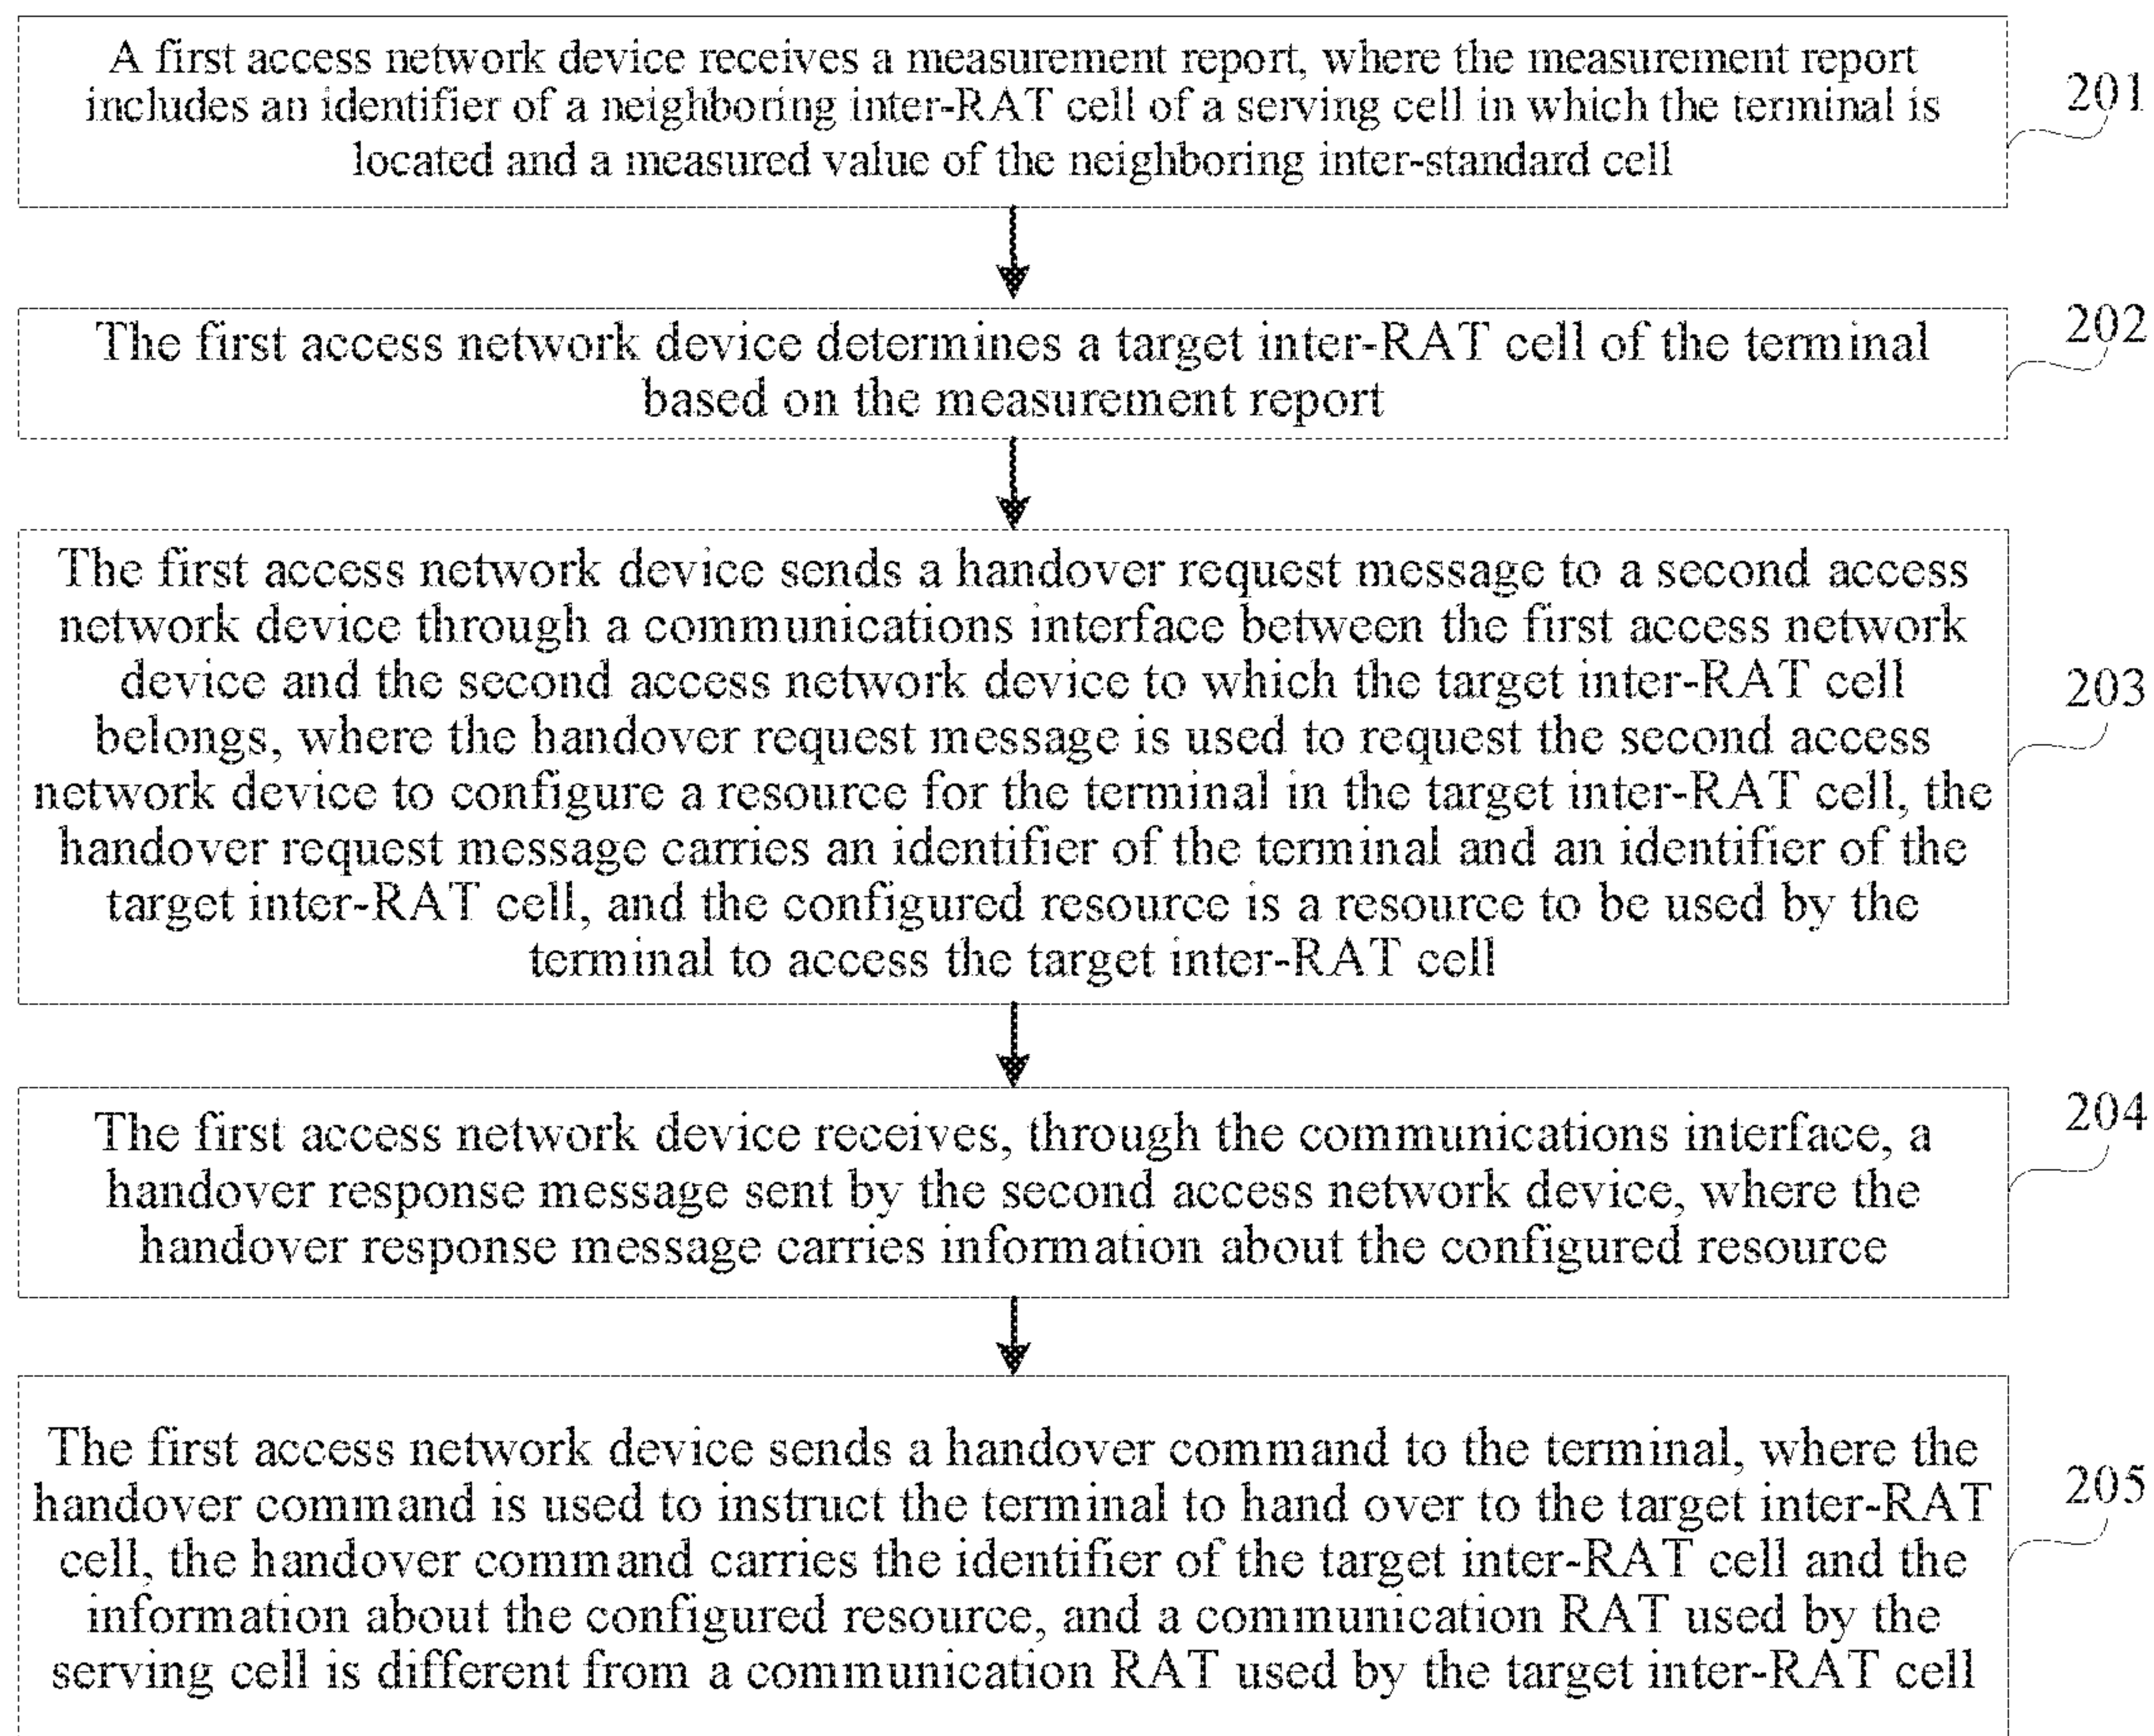 A first access network device receives a measurement report, where the measurement report
includes an identifier of a neighboring inter-RAT cell of a serving cell in which the terminal is
located and a measured value of the neighboring inter-standard cell
201
The first access network device determines a target inter-RAT cell of the terminal
based on the measurement report
202
The first access network device sends a handover request message to a second access
network device through a communications interface between the first access network
device and the second access network device to which the target inter-RAT cell
belongs, where the handover request message is used to request the second access
network device to configure a resource for the terminal in the target inter-RAT cell, the
handover request message carries an identifier of the terminal and an identifier of the
target inter-RAT cell, and the configured resource is a resource to be used by the
terminal to access the target inter-RAT cell
203
The first access network device receives, through the communications interface, a
handover response message sent by the second access network device, where the
handover response message carries information about the configured resource
204
The first access network device sends a handover command to the terminal, where the
handover command is used to instruct the terminal to hand over to the target inter-RAT
cell, the handover command carries the identifier of the target inter-RAT cell and the
information about the configured resource, and a communication RAT used by the
serving cell is different from a communication RAT used by the target inter-RAT cell
205